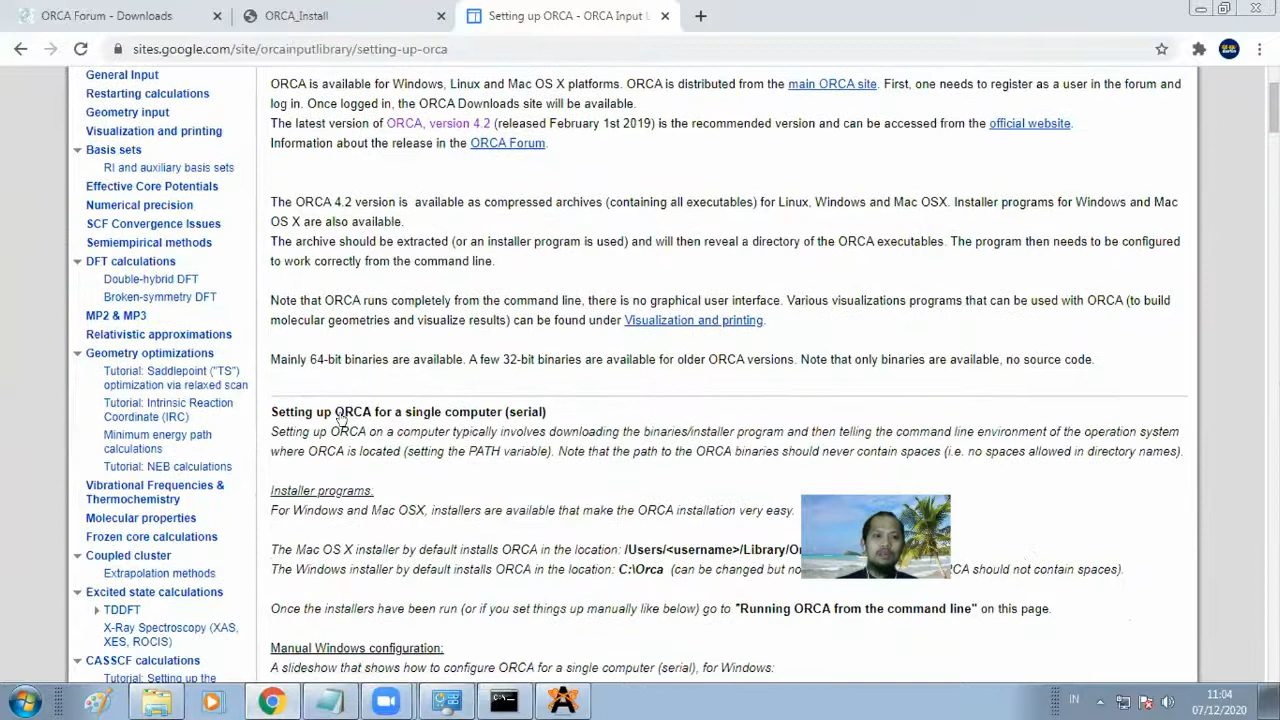 ORCA Forum - Downloads
ORCA_Install
Setting up ORCA - ORCA Input
sites.google.com/site/orcainputlibrary/setting-up-orca
General Input
Restarting calculations
Geometry input
Visualization and printing
Basis sets
RI and auxiliary basis sets
Effective Core Potentials
Numerical precision
SCF Convergence Issues
Semiempirical methods
DFT calculations
Double-hybrid DFT
Broken-symmetry DFT
MP2 & MP3
Relativistic approximations
Geometry optimizations
Tutorial: Saddlepoint ("TS")
optimization via relaxed scan
Tutorial: Intrinsic Reaction
Coordinate (IRC)
Minimum energy path
calculations
Tutorial: NEB calculations
Vibrational Frequencies &
Thermochemistry
Molecular properties
Frozen core calculations
Coupled cluster
Extrapolation methods
Excited state calculations
TDDFT
X-Ray Spectroscopy (XAS,
XES, ROCIS)
CASSCF calculations
Tutorial: Setting up the
ORCA is available for Windows, Linux and Mac OS X platforms. ORCA is distributed from the main ORCA site. First, one needs to register as a user in the forum and
log in. Once logged in, the ORCA Downloads site will be available.
The latest version of ORCA, version 4.2 (released February 1st 2019) is the recommended version and can be accessed from the official website.
Information about the release in the ORCA Forum.
The ORCA 4.2 version is available as compressed archives (containing all executables) for Linux, Windows and Mac OSX. Installer programs for Windows and Mac
OS X are also available.
The archive should be extracted (or an installer program is used) and will then reveal a directory of the ORCA executables. The program then needs to be configured
to work correctly from the command line.
Note that ORCA runs completely from the command line, there is no graphical user interface. Various visualizations programs that can be used with ORCA (to build
molecular geometries and visualize results) can be found under Visualization and printing.
Mainly 64-bit binaries are available. A few 32-bit binaries are available for older ORCA versions. Note that only binaries are available, no source code.
Setting up ORCA for a single computer (serial)
Setting up ORCA on a computer typically involves downloading the binaries/installer program and then telling the command line environment of the operation system
where ORCA is located (setting the PATH variable). Note that the path to the ORCA binaries should never contain spaces (i.e. no spaces allowed in directory names).
Installer programs:
For Windows and Mac OSX, installers are available that make the ORCA installation very easy.
The Mac OS X installer by default installs ORCA in the location: /Users/<username>/Library/Or
The Windows installer by default installs ORCA in the location: C:\Orca (can be changed but no CA should not contain spaces).
Once the installers have been run (or if you set things up manually like below) go to "Running ORCA from the command line" on this page.
Manual Windows configuration:
A slideshow that shows how to configure ORCA for a single computer (serial), for Windows:
IN
11:04
07/12/2020